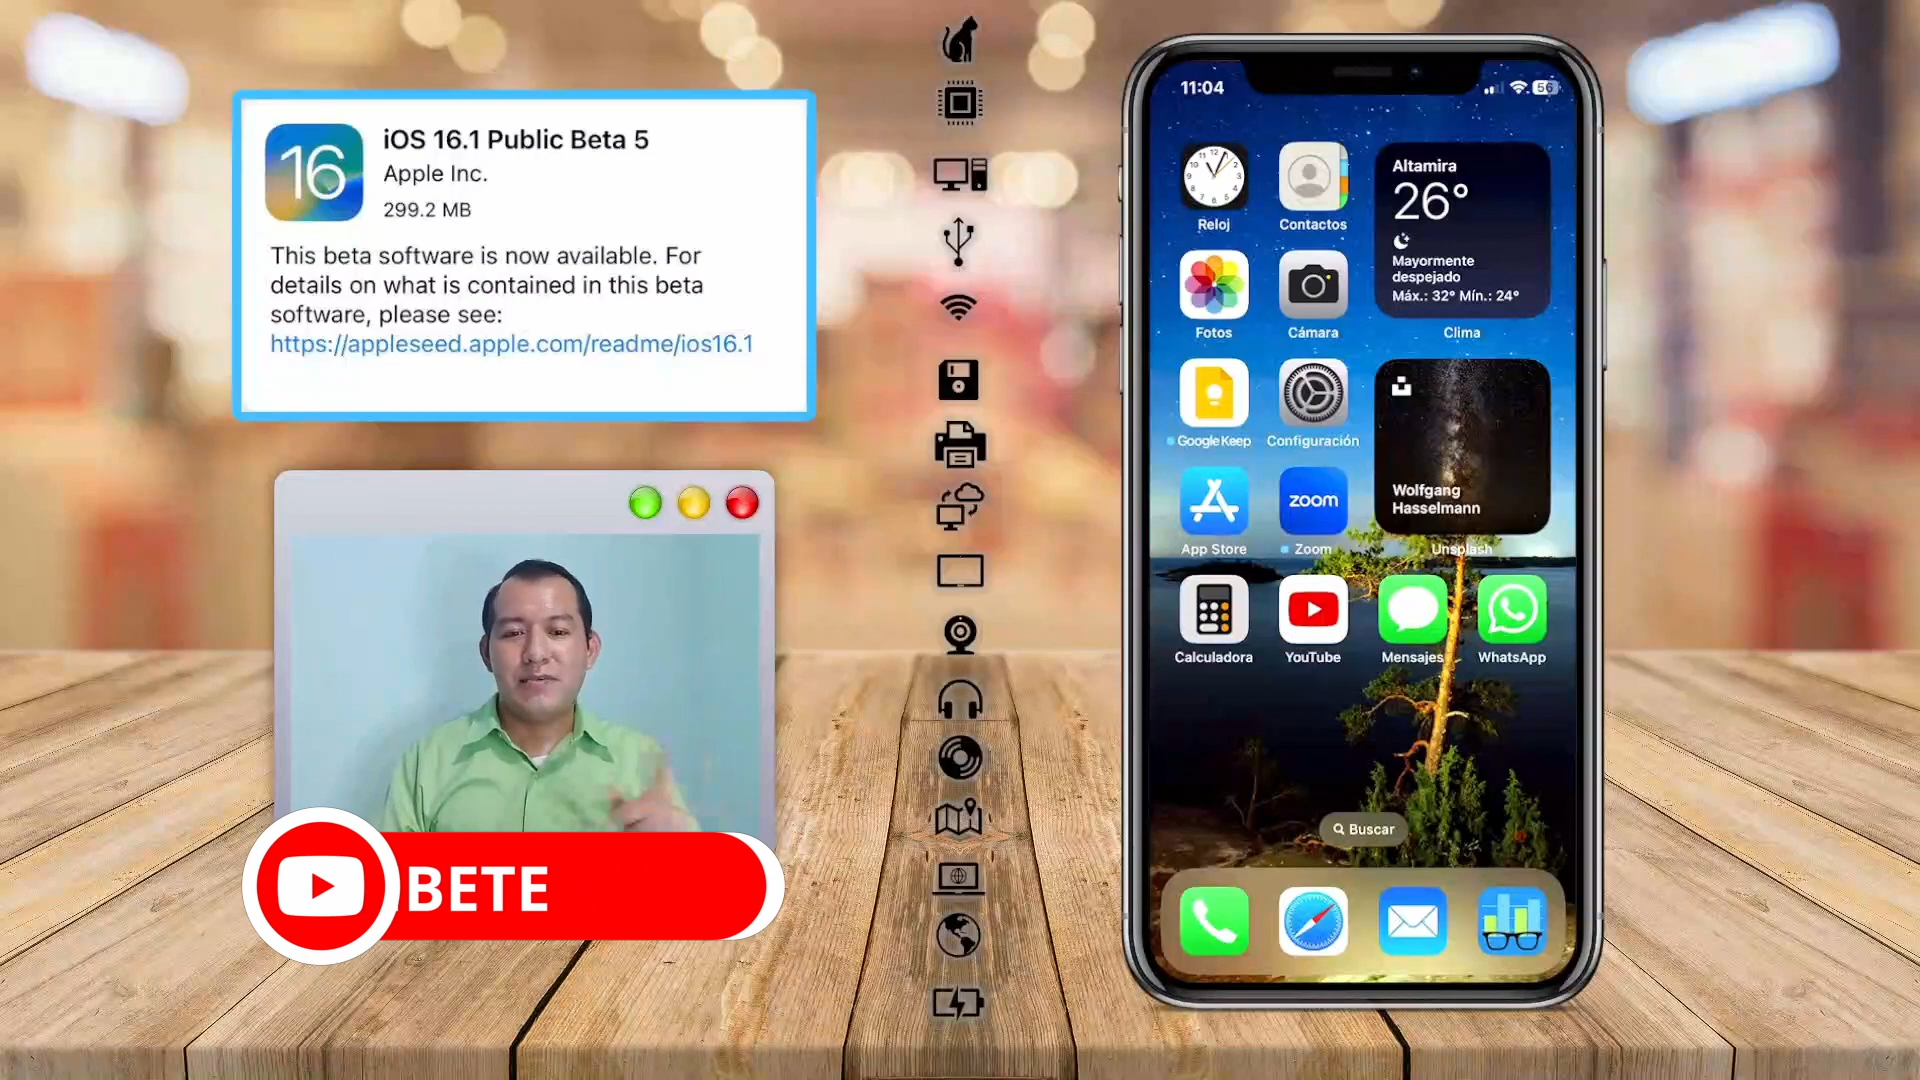 16
iOS 16.1 Public Beta 5
Apple Inc.
299.2 MB
This beta software is now available. For
details on what is contained in this beta
software, please see:
https://appleseed.apple.com/readme/ios16.1
BETE
11:04
56
Altamira
26°
Mayormente
despejado
Máx.: 32° Mín.: 24°
Clima
Reloj
Contactos
Fotos
Cámara
Google Keep
Configuración
Wolfgang
Hasselmann
Unsplash
App Store
zoom
Zoom
Calculadora
YouTube
Mensajes
WhatsApp
Buscar